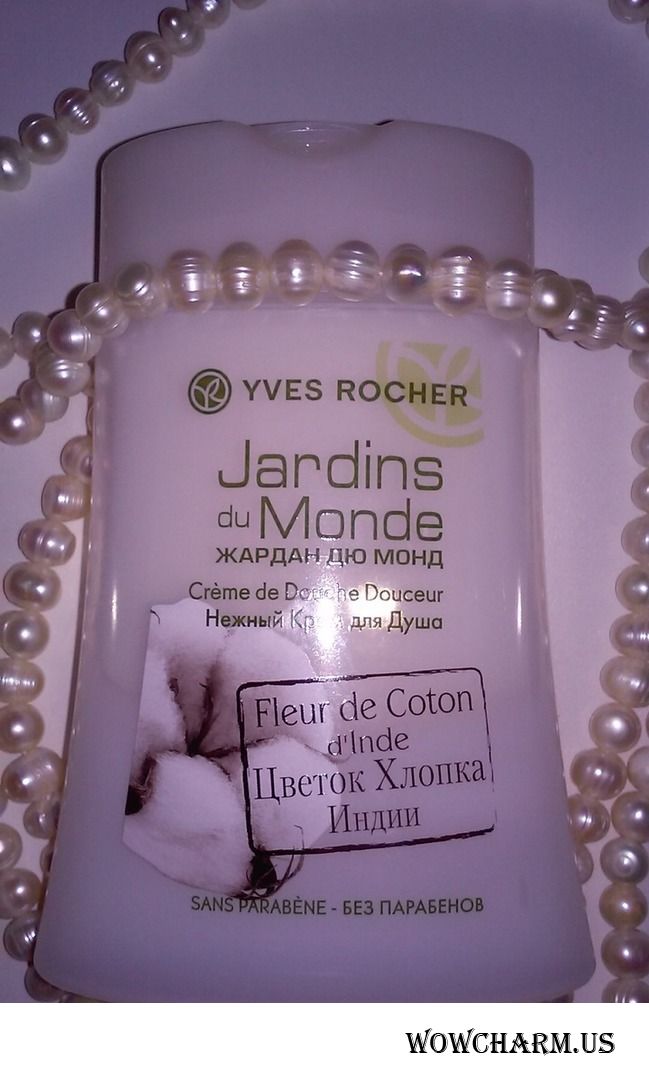 YVES ROCHER
Jardins
du Monde
ЖАРДАН ДЮ МОНД
Crème de Douche Douceur
Нежный Крем для Душа
Fleur de Coton
d'Inde
Цветок Хлопка
Индии
SANS PARABÈNE - БЕЗ ПАРАБЕНОВ
WOWCHARM.US